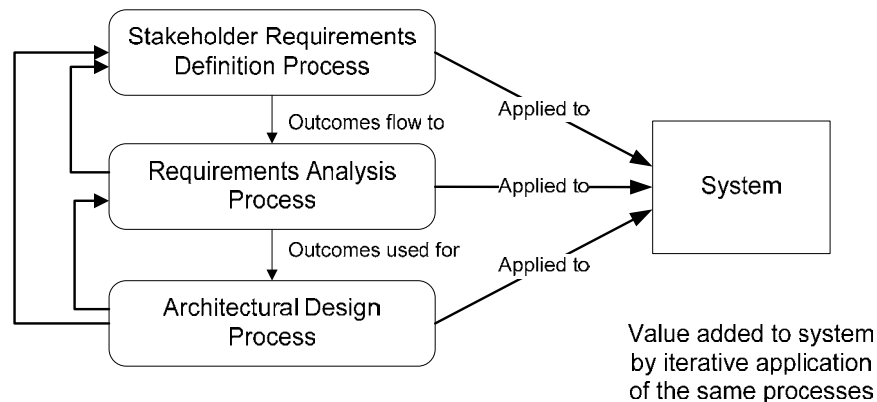 Stakeholder Requirements
Definition Process
Outcomes flow to
Applied to
Requirements Analysis
Process
Applied to
System
Outcomes used for
Applied to
Architectural Design
Process
Value added to system
by iterative application
of the same processes